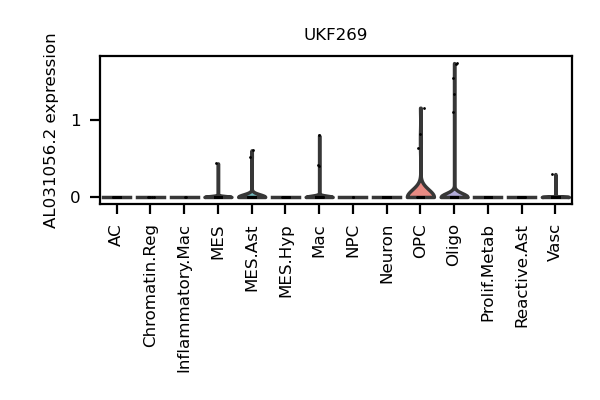 UKF269
AL031056.2 expression
1
0
AC
Chromatin.Reg
Inflammatory.Mac
MES
MES.Ast
MES.Hyp
Mac
NPC
Neuron
OPC
Oligo
Prolif.Metab
Reactive.Ast
Vasc